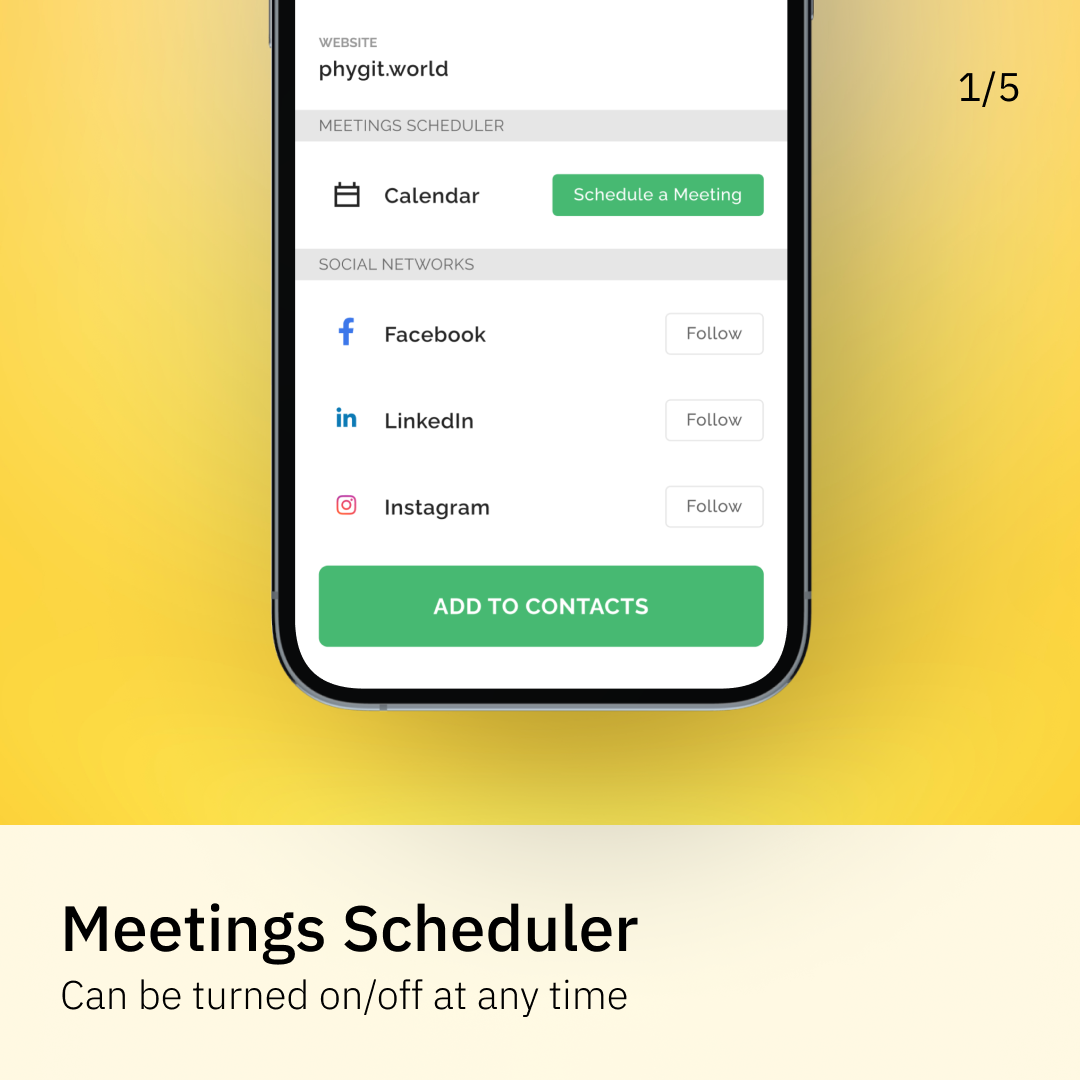 WEBSITE
phygit.world
1/5
MEETINGS SCHEDULER
Calendar
Schedule a Meeting
SOCIAL NETWORKS
Facebook
Follow
LinkedIn
Follow
Instagram
Follow
ADD TO CONTACTS
Meetings Scheduler
Can be turned on/off at any time